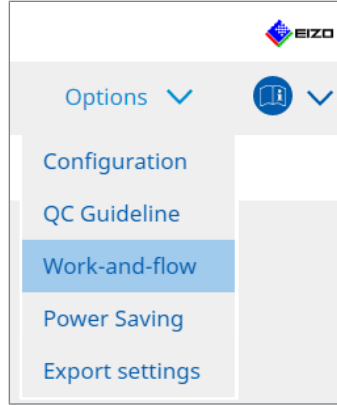 EIZO
Options
Configuration
QC Guideline
Work-and-flow
Power Saving
Export settings